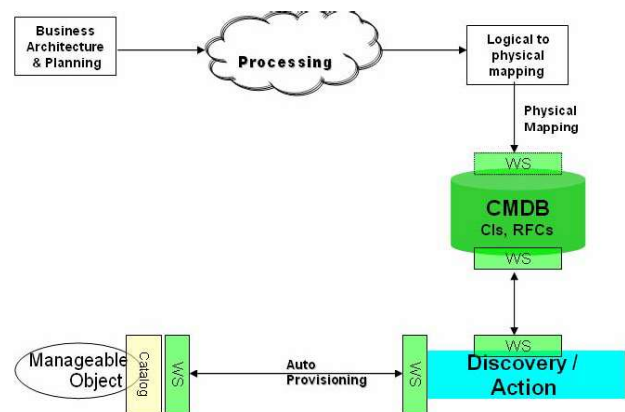 Business
Architecture
& Planning
Processing
Logical to
physical
mapping
Physical
Mapping
WS
CMDB
CIs, RFCs
WS
WS
Manageable
Object
Catalog
WS
Auto
Provisioning
WS
Discovery /
Action